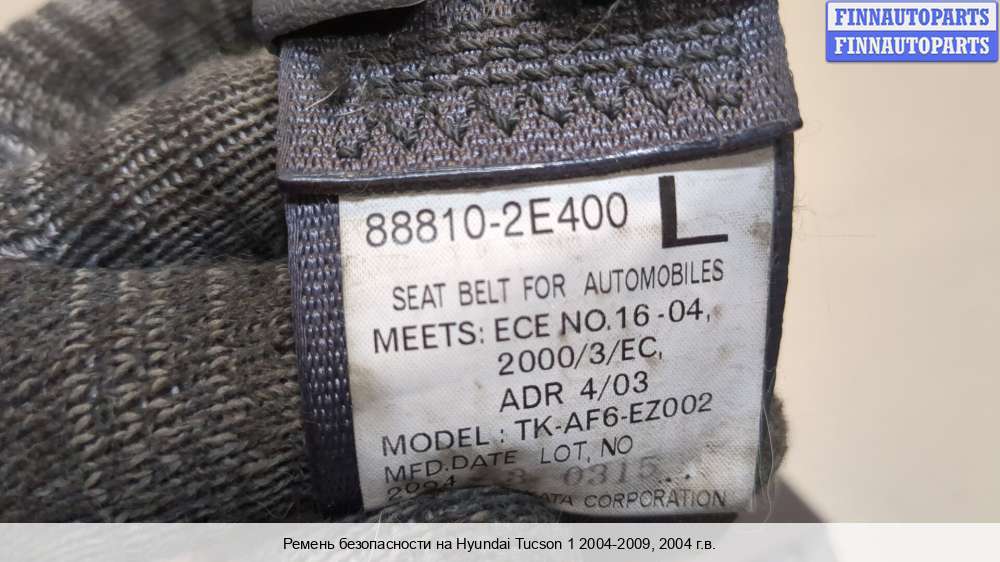 FINNAUTOPARTS
FINNAUTOPARTS
88810-2E400 L
SEAT BELT FOR AUTOMOBILES
MEETS: ECE NO.16-04,
2000/3/EC,
ADR 4/03
MODEL : TK-AF6-EZ002
MFD.DATE LOT, NO
2004 0315
CORPORATION
Ремень безопасности на Hyundai Tucson 1 2004-2009, 2004 г.в.